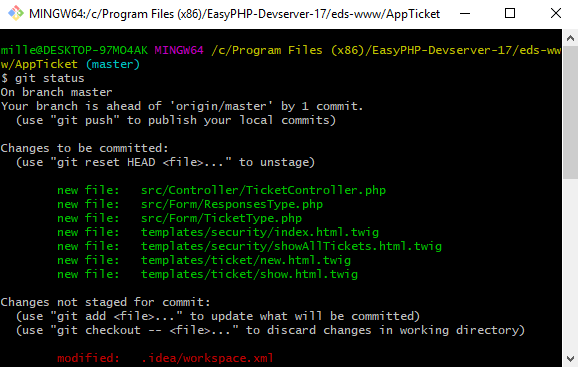 MINGW64:/c/Program Files (x86)/EasyPHP-Devserver-17/eds-www/AppTicket
mille@DESKTOP-97MO4AK MINGW64 /c/Program Files (x86)/EasyPHP-Devserver-17/eds-ww
w/AppTicket (master)
$ git status
On branch master
Your branch is ahead of 'origin/master' by 1 commit.
  (use "git push" to publish your local commits)
Changes to be committed:
  (use "git reset HEAD <file>..." to unstage)
        new file:   src/Controller/TicketController.php
        new file:   src/Form/ResponsesType.php
        new file:   src/Form/TicketType.php
        new file:   templates/security/index.html.twig
        new file:   templates/security/showAllTickets.html.twig
        new file:   templates/ticket/new.html.twig
        new file:   templates/ticket/show.html.twig
Changes not staged for commit:
  (use "git add <file>..." to update what will be committed)
  (use "git checkout -- <file>..." to discard changes in working directory)
        modified:   .idea/workspace.xml